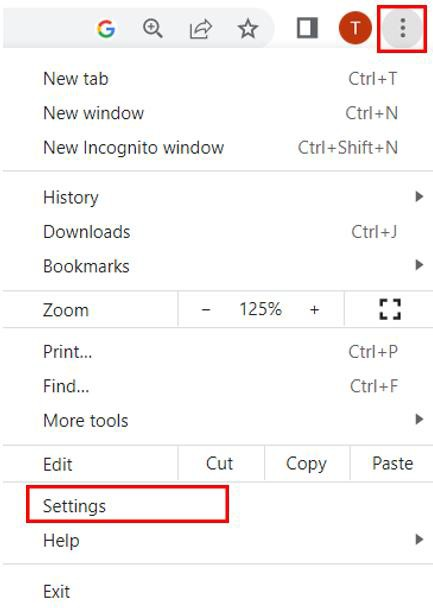 G T
New tab Ctrl+T
New window Ctrl+N
New Incognito window Ctrl+Shift+N
History
Downloads Ctrl+J
Bookmarks
Zoom - 125% +
Print... Ctrl+P
Find... Ctrl+F
More tools
Edit Cut Copy Paste
Settings
Help
Exit